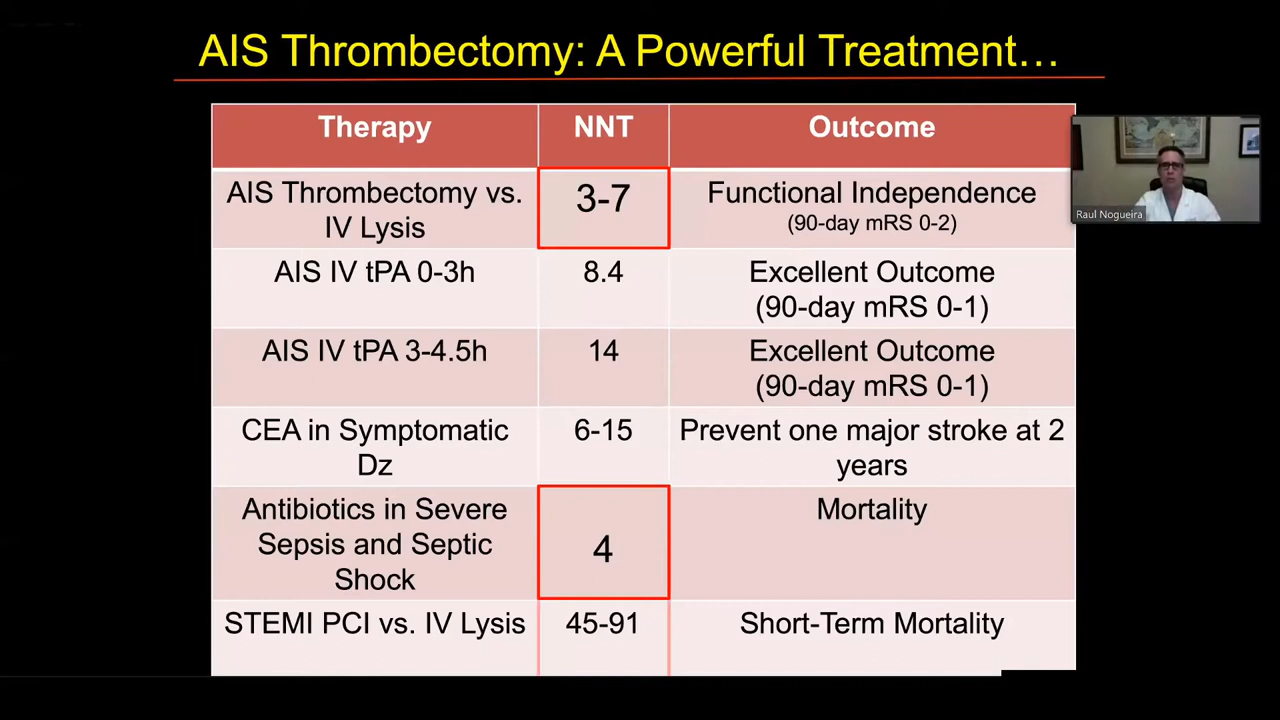 AIS Thrombectomy: A Powerful Treatment…
Therapy NNT Outcome
AIS Thrombectomy vs. IV Lysis 3-7 Functional Independence (90-day mRS 0-2)
AIS IV tPA 0-3h 8.4 Excellent Outcome (90-day mRS 0-1)
AIS IV tPA 3-4.5h 14 Excellent Outcome (90-day mRS 0-1)
CEA in Symptomatic Dz 6-15 Prevent one major stroke at 2 years
Antibiotics in Severe Sepsis and Septic Shock 4 Mortality
STEMI PCI vs. IV Lysis 45-91 Short-Term Mortality
Raul Nogueira